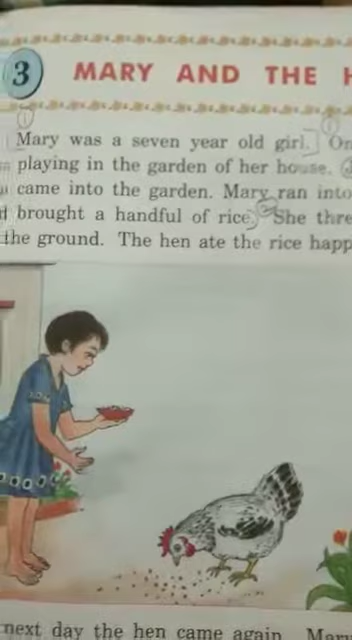 3 MARY AND THE
Mary was a seven year old girl. On
playing in the garden of her house.
came into the garden. Mary ran into
brought a handful of rice. She thre
the ground. The hen ate the rice happ
next day the hen came again. Mar